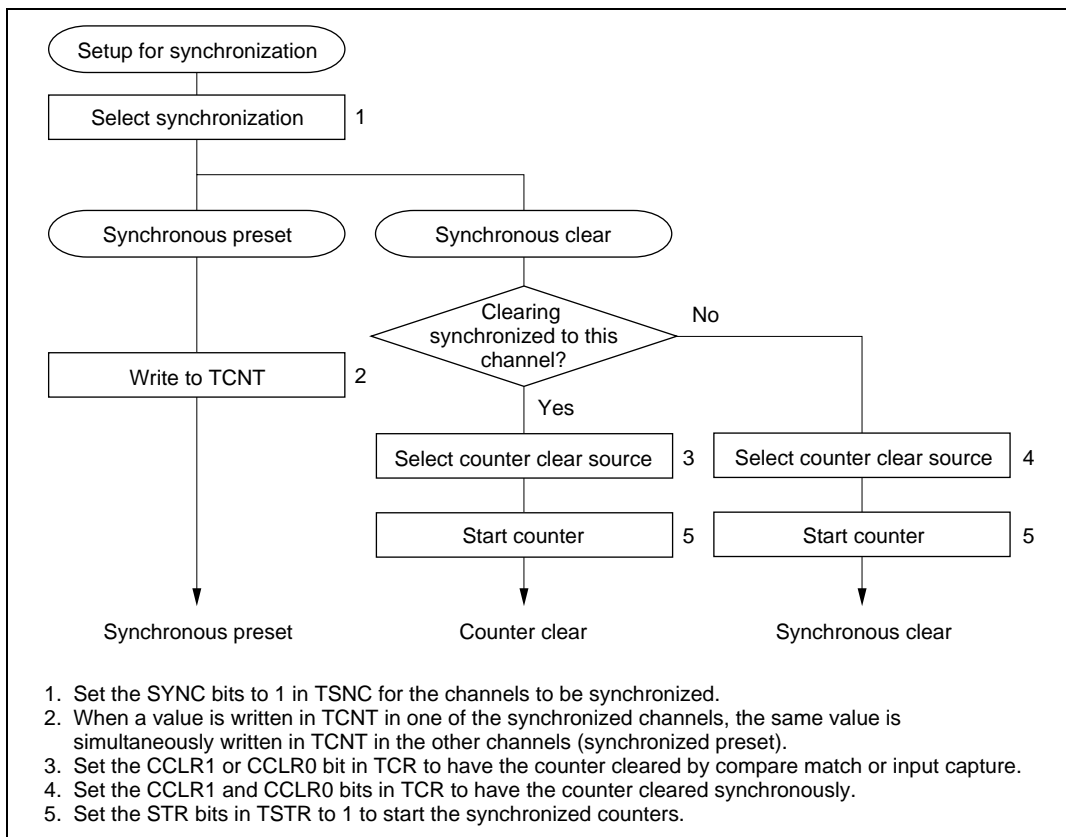 Setup for synchronization
Select synchronization 1
Synchronous preset
Synchronous clear
Clearing
synchronized to this
channel?
No
Write to TCNT 2
Yes
Select counter clear source 3
Select counter clear source 4
Start counter 5
Start counter 5
Synchronous preset
Counter clear
Synchronous clear
1. Set the SYNC bits to 1 in TSNC for the channels to be synchronized.
2. When a value is written in TCNT in one of the synchronized channels, the same value is
simultaneously written in TCNT in the other channels (synchronized preset).
3. Set the CCLR1 or CCLR0 bit in TCR to have the counter cleared by compare match or input capture.
4. Set the CCLR1 and CCLR0 bits in TCR to have the counter cleared synchronously.
5. Set the STR bits in TSTR to 1 to start the synchronized counters.